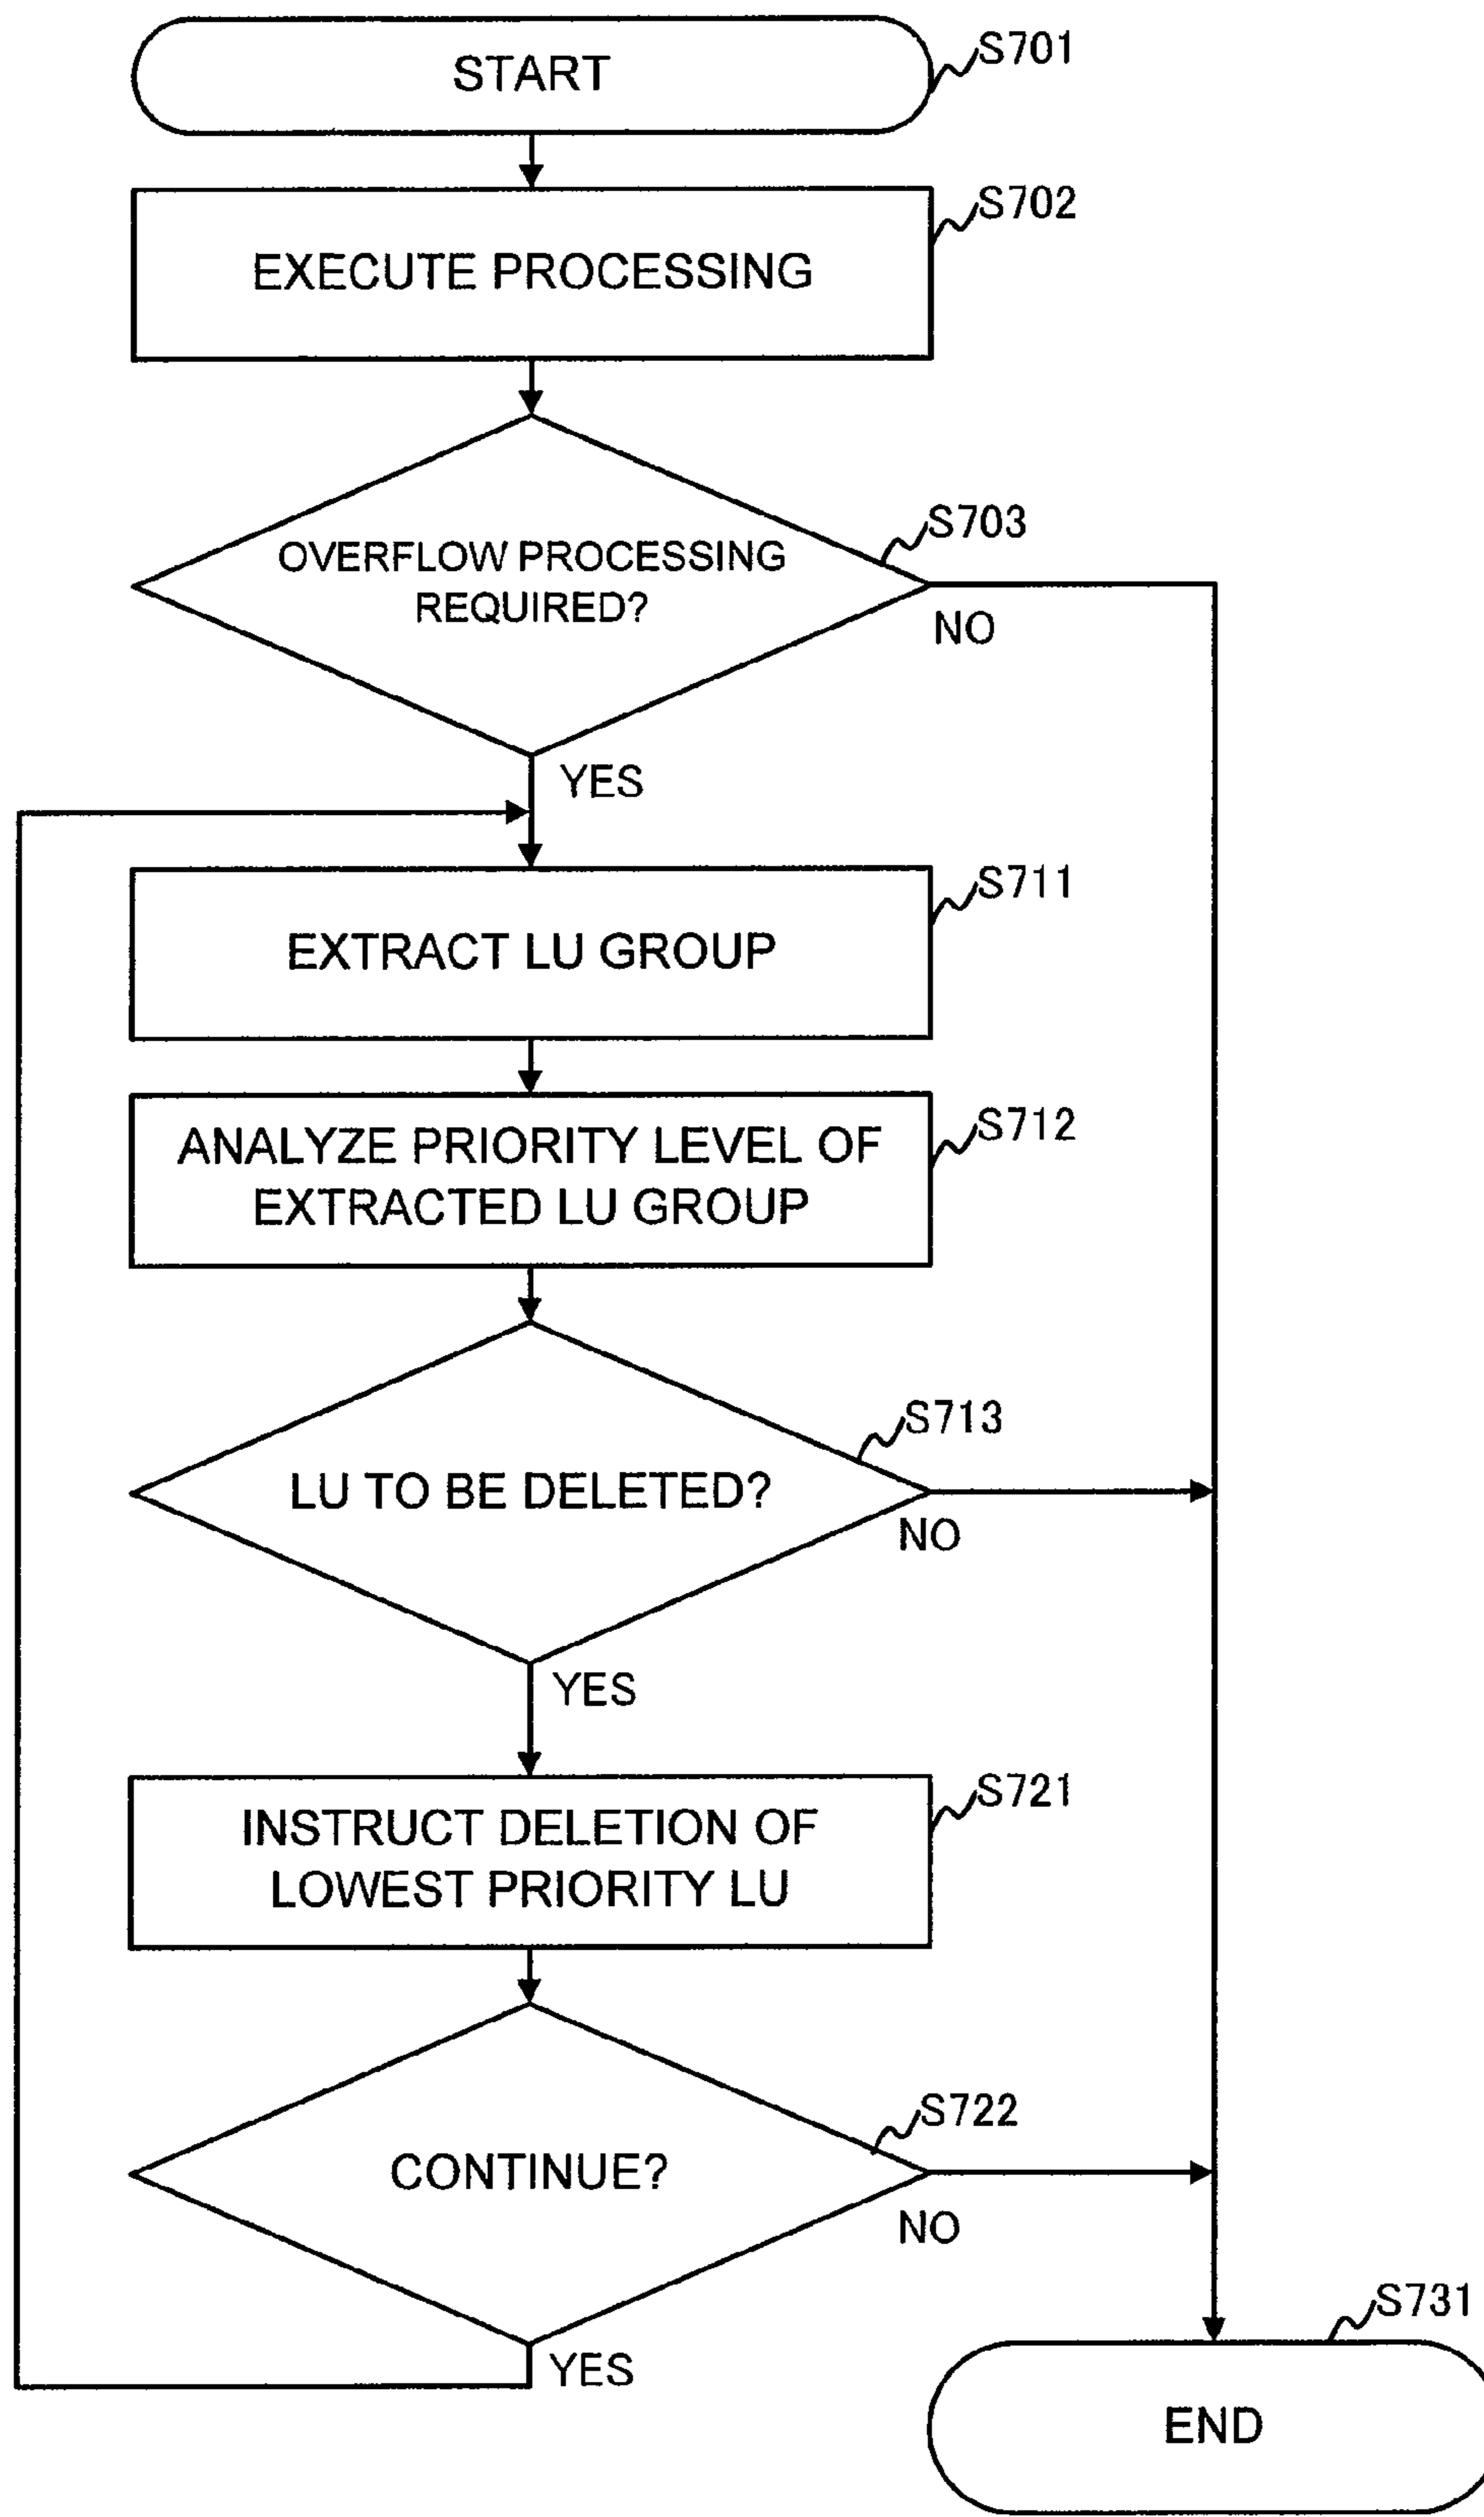 START
S701
S702
EXECUTE PROCESSING
S703
OVERFLOW PROCESSING
REQUIRED?
NO
YES
S711
EXTRACT LU GROUP
S712
ANALYZE PRIORITY LEVEL OF
EXTRACTED LU GROUP
S713
LU TO BE DELETED?
NO
YES
S721
INSTRUCT DELETION OF
LOWEST PRIORITY LU
S722
CONTINUE?
NO
YES
S731
END